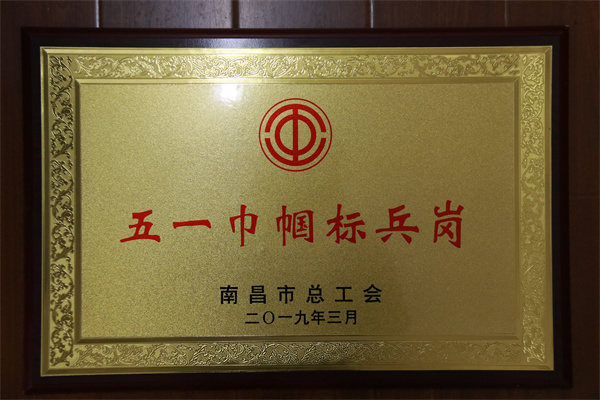 五一巾帼标兵岗
南昌市总工会
二〇一九年三月